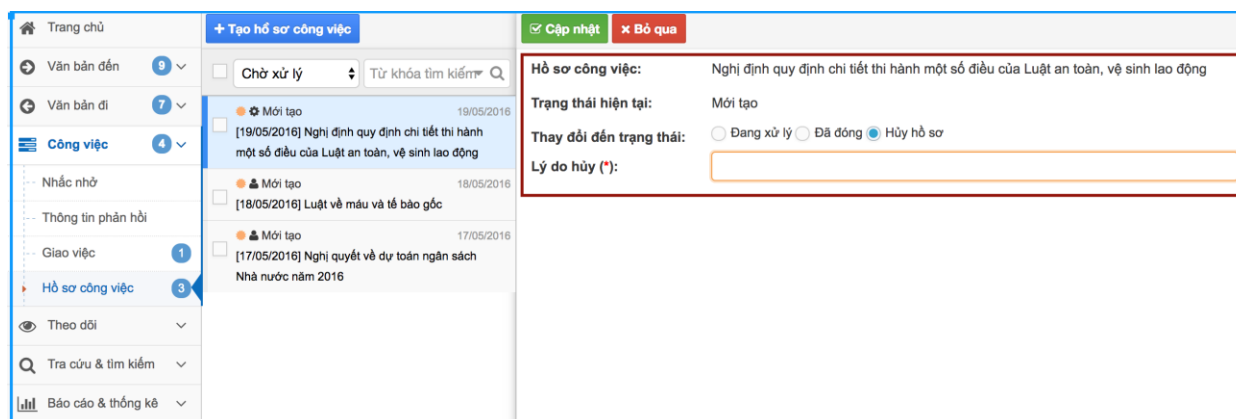 Trang chủ
Văn bản đến 9
Văn bản đi 7
Công việc 4
Nhắc nhở
Thông tin phản hồi
Giao việc 1
Hồ sơ công việc 3
Theo dõi
Tra cứu & tìm kiếm
Báo cáo & thống kê
+ Tạo hồ sơ công việc
Chờ xử lý Từ khóa tìm kiếm
Mới tạo 19/05/2016
[19/05/2016] Nghị định quy định chi tiết thi hành
một số điều của Luật an toàn, vệ sinh lao động
Mới tạo 18/05/2016
[18/05/2016] Luật về máu và tế bào gốc
Mới tạo 17/05/2016
[17/05/2016] Nghị quyết về dự toán ngân sách
Nhà nước năm 2016
Cập nhật × Bỏ qua
Hồ sơ công việc: Nghị định quy định chi tiết thi hành một số điều của Luật an toàn, vệ sinh lao động
Trạng thái hiện tại: Mới tạo
Thay đổi đến trạng thái: Đang xử lý Đã đóng Hủy hồ sơ
Lý do hủy (*):